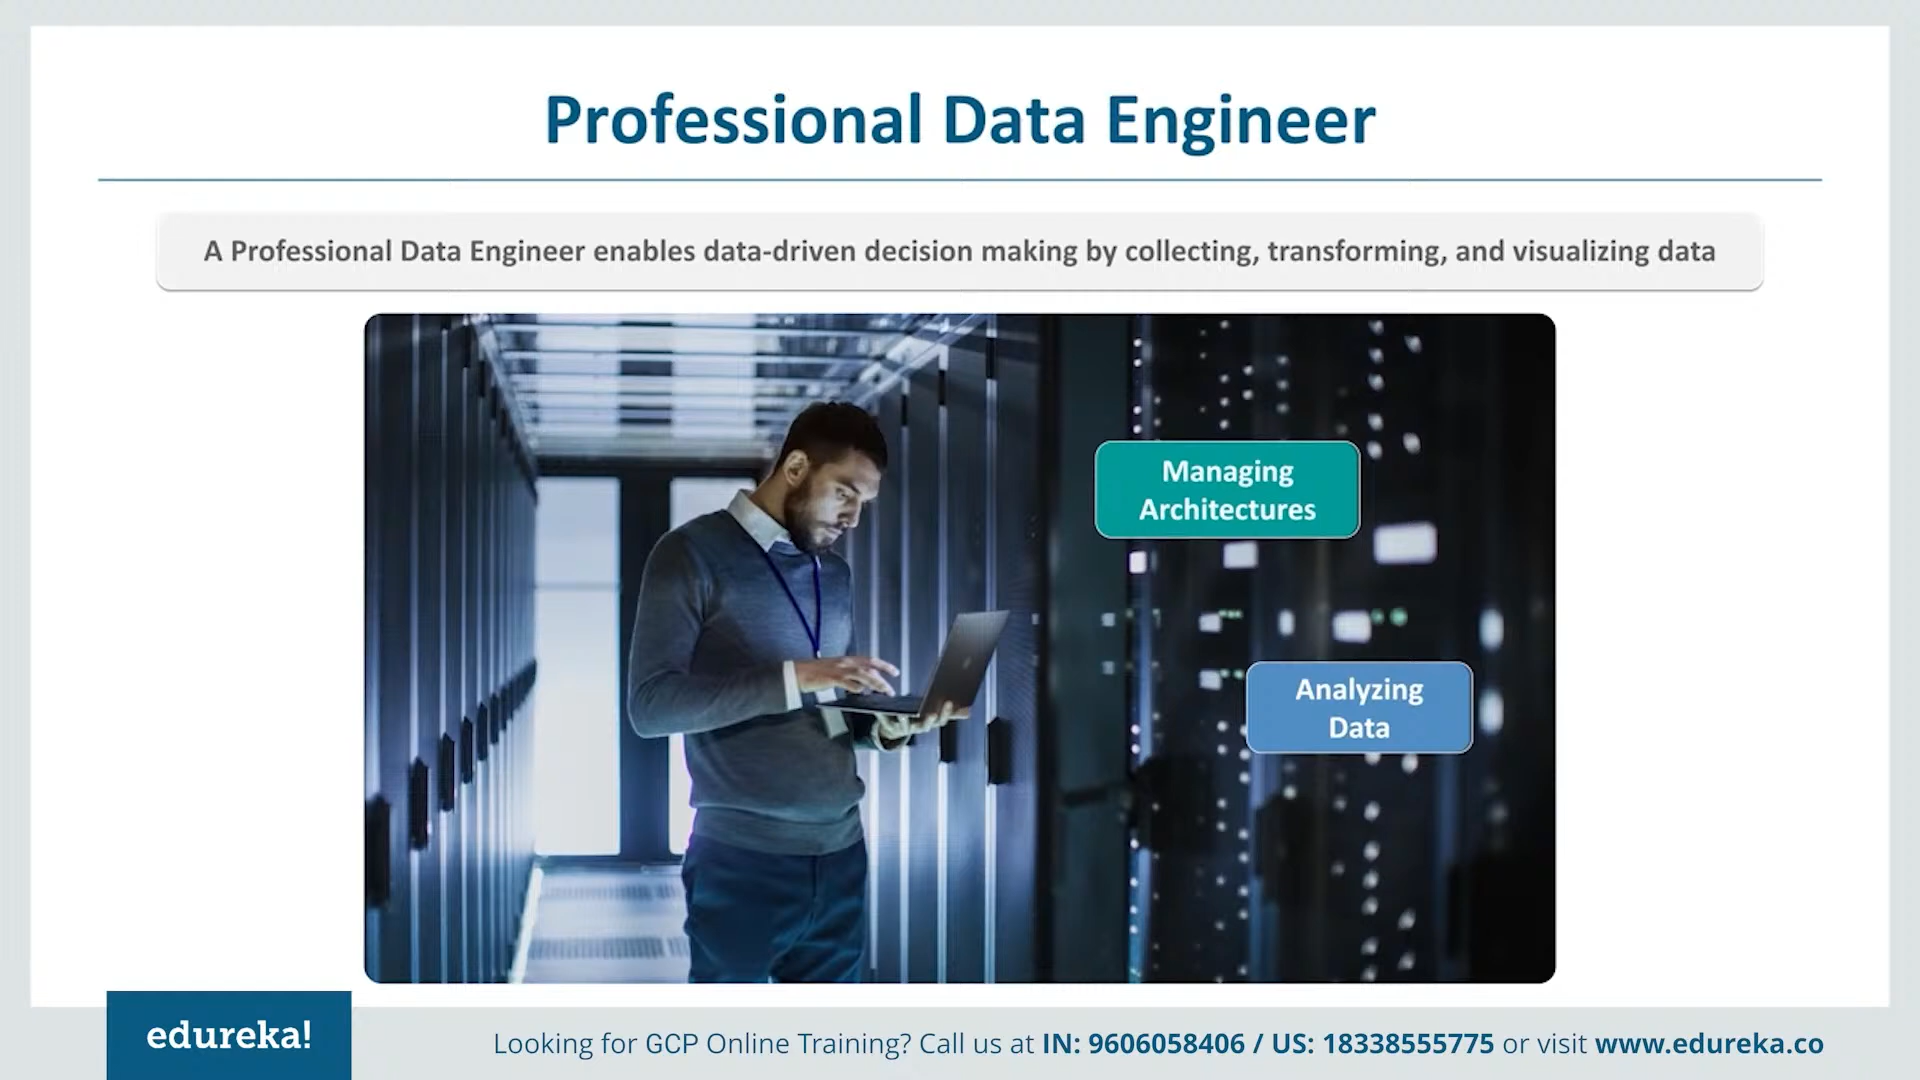 Professional Data Engineer
A Professional Data Engineer enables data-driven decision making by collecting, transforming, and visualizing data
Managing
Architectures
Analyzing
Data
edureka!
Looking for GCP Online Training? Call us at IN: 9606058406 / US: 18338555775 or visit www.edureka.co